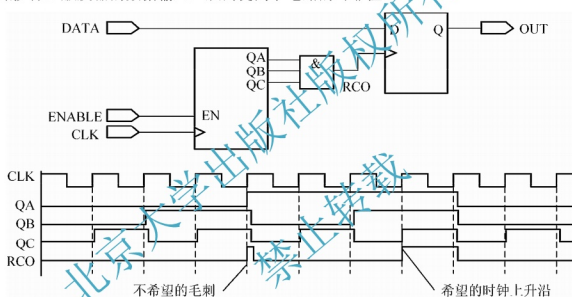 DATA
D
Q
OUT
QA
QB
QC
&
RCO
ENABLE
EN
CLK
CLK
QA
QB
QC
RCO
不希望的毛刺
希望的时钟上升沿
北京大学出版社版权所有
禁止转载